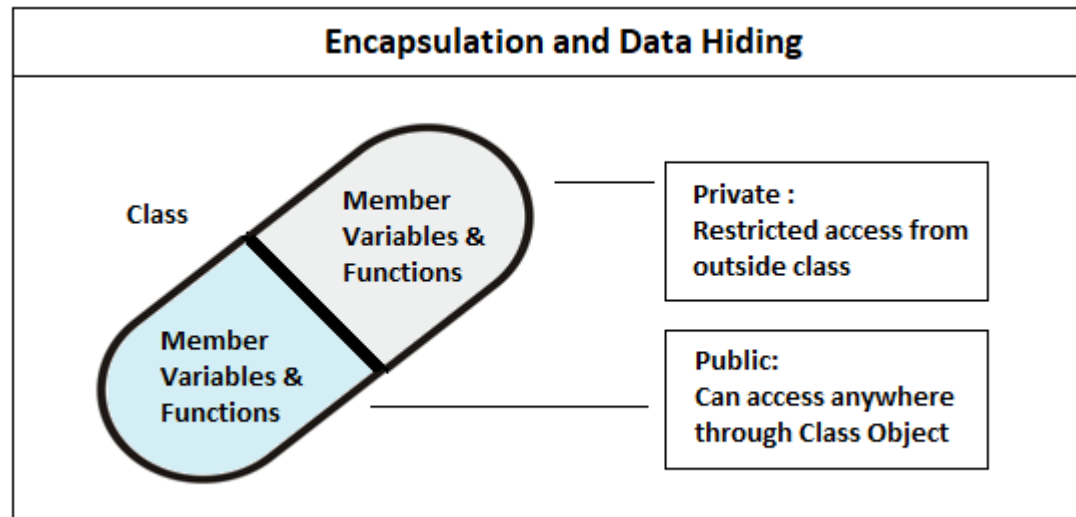 Encapsulation and Data Hiding
Class
Member
Variables &
Functions
Private :
Restricted access from
outside class
Member
Variables &
Functions
Public:
Can access anywhere
through Class Object